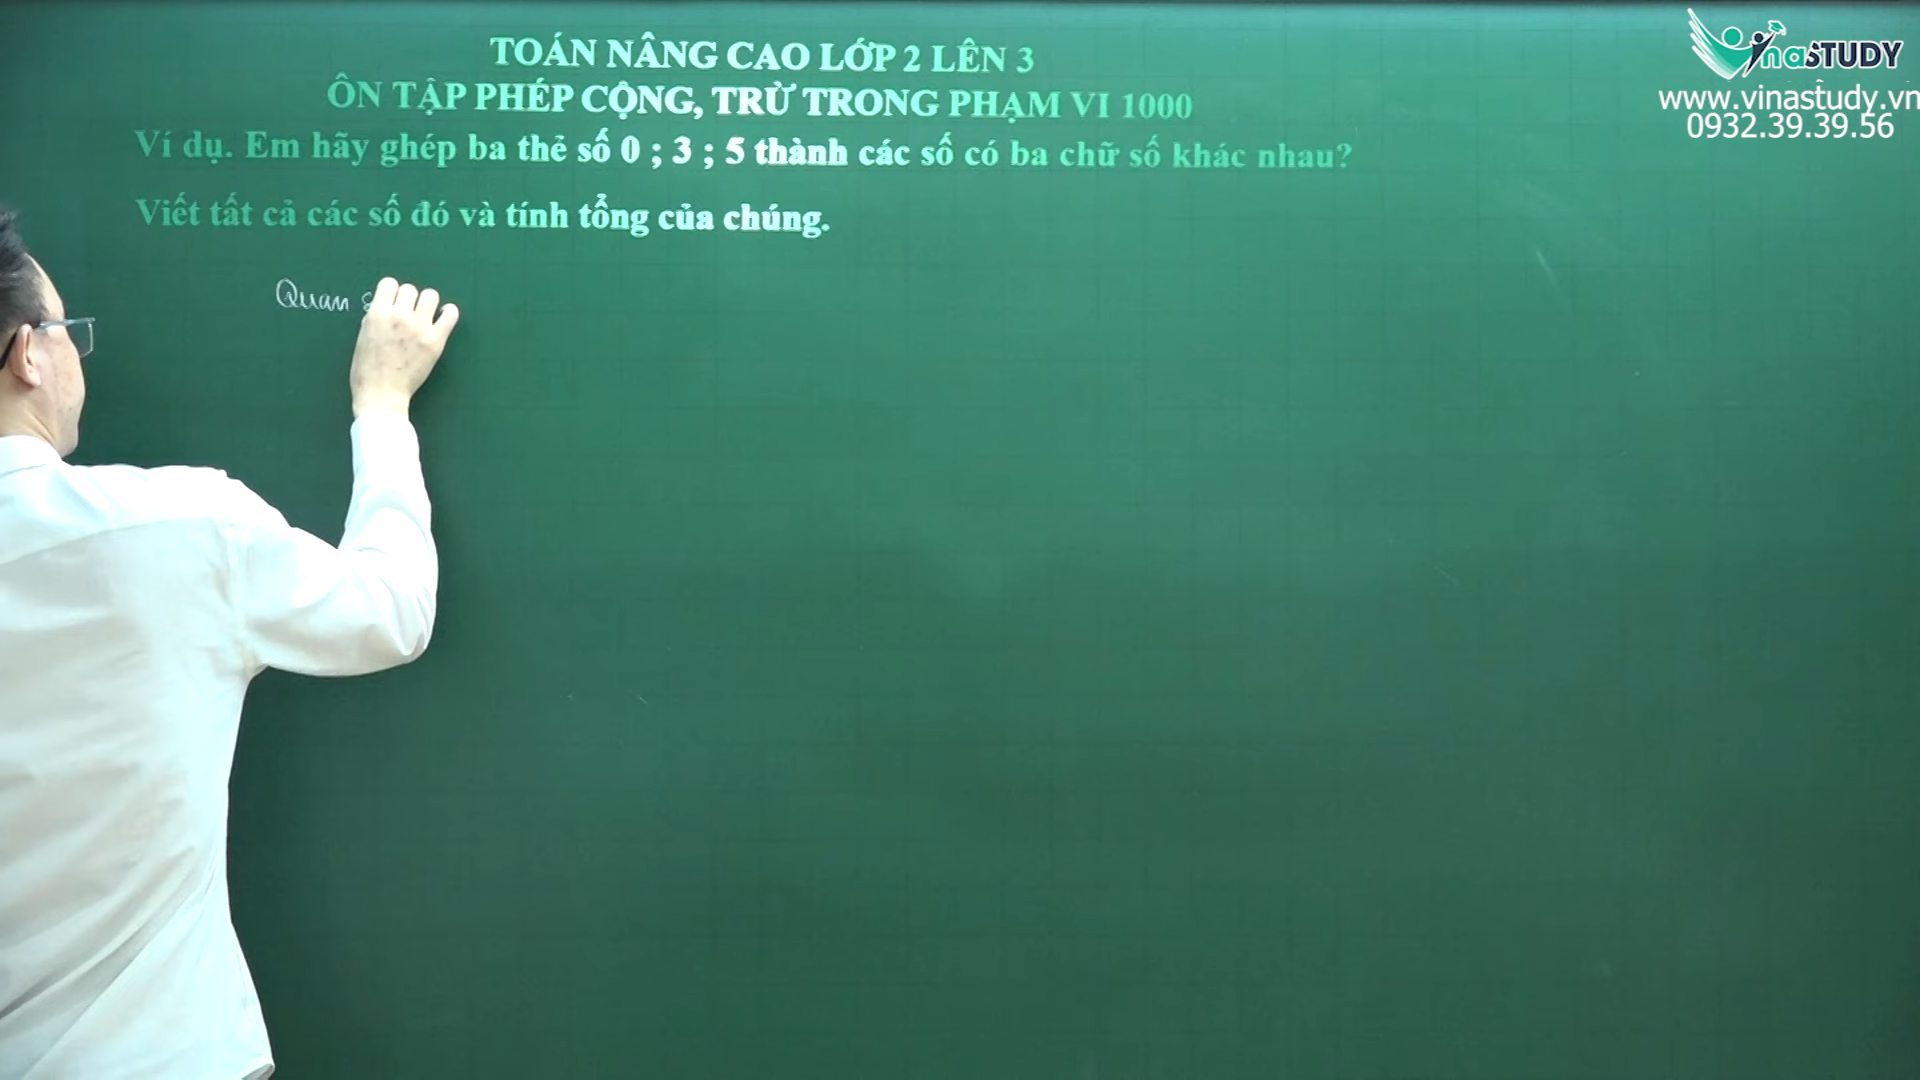 TOÁN NÂNG CAO LỚP 2 LÊN 3
ÔN TẬP PHÉP CỘNG, TRỪ TRONG PHẠM VI 1000
Ví dụ. Em hãy ghép ba thẻ số 0 ; 3 ; 5 thành các số có ba chữ số khác nhau?
Viết tất cả các số đó và tính tổng của chúng.
Quan
VinaSTUDY
www.vinastudy.vn
0932.39.39.56